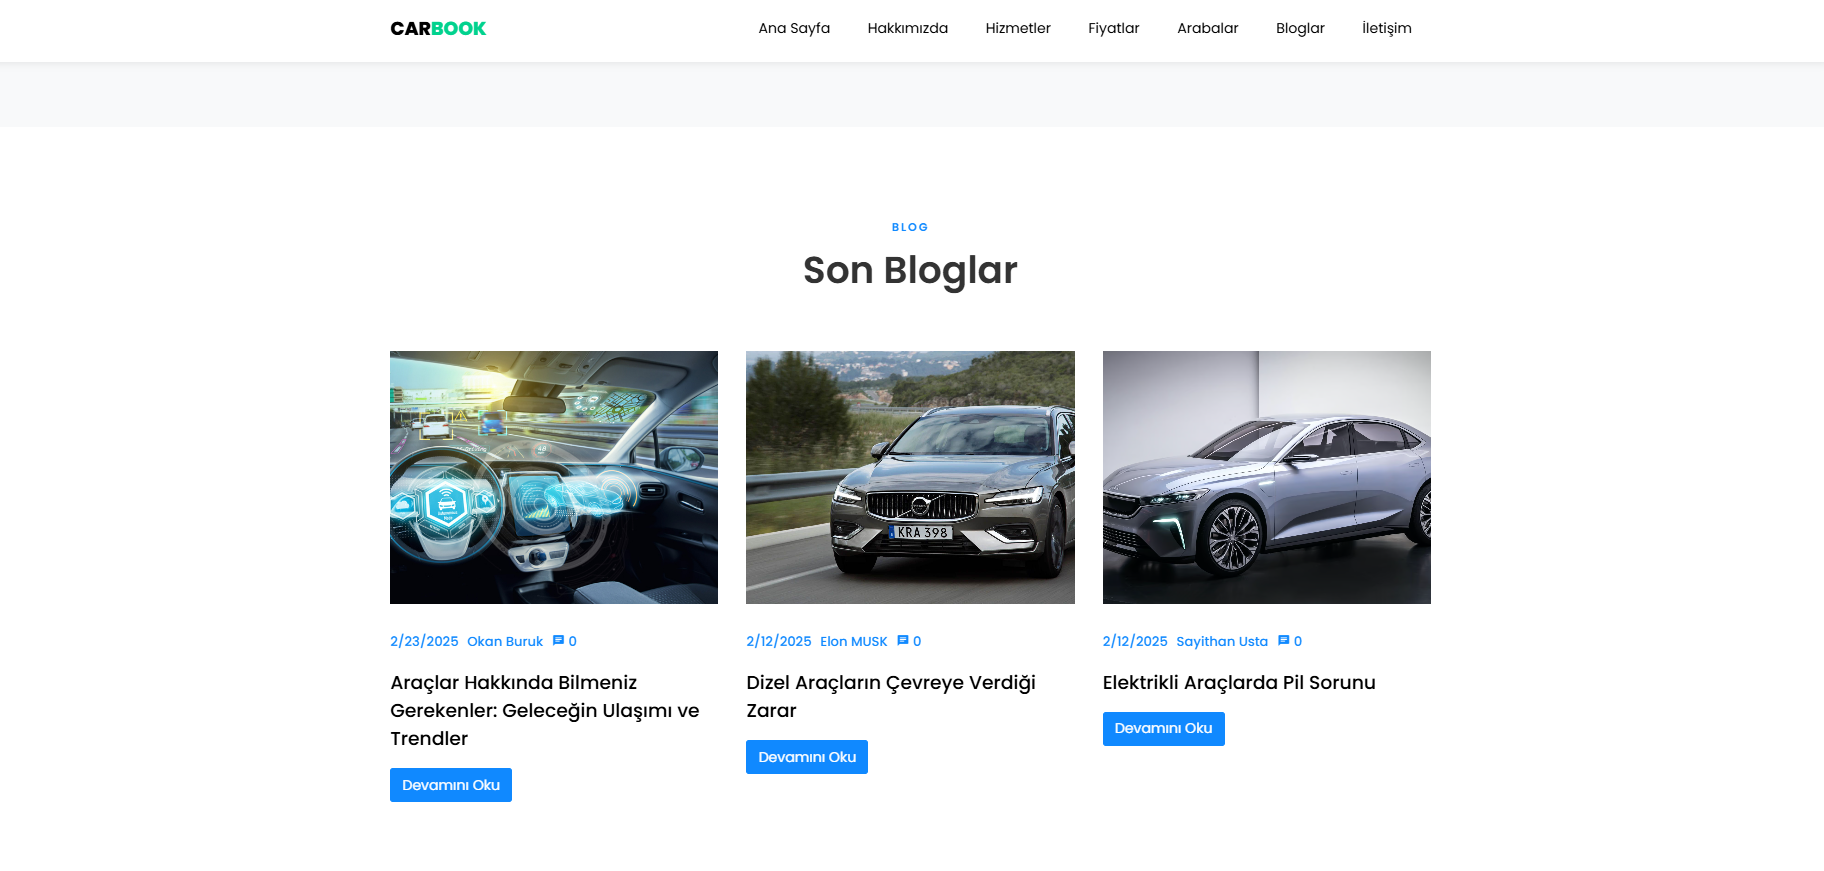 CARBOOK
Ana Sayfa Hakkımızda Hizmetler Fiyatlar Arabalar Bloglar İletişim
BLOG
Son Bloglar
KRA 398
2/23/2025 Okan Buruk 0
Araçlar Hakkında Bilmeniz
Gerekenler: Geleceğin Ulaşımı ve
Trendler
Devamını Oku
2/12/2025 Elon MUSK 0
Dizel Araçların Çevreye Verdiği
Zarar
Devamını Oku
2/12/2025 Sayithan Usta 0
Elektrikli Araçlarda Pil Sorunu
Devamını Oku